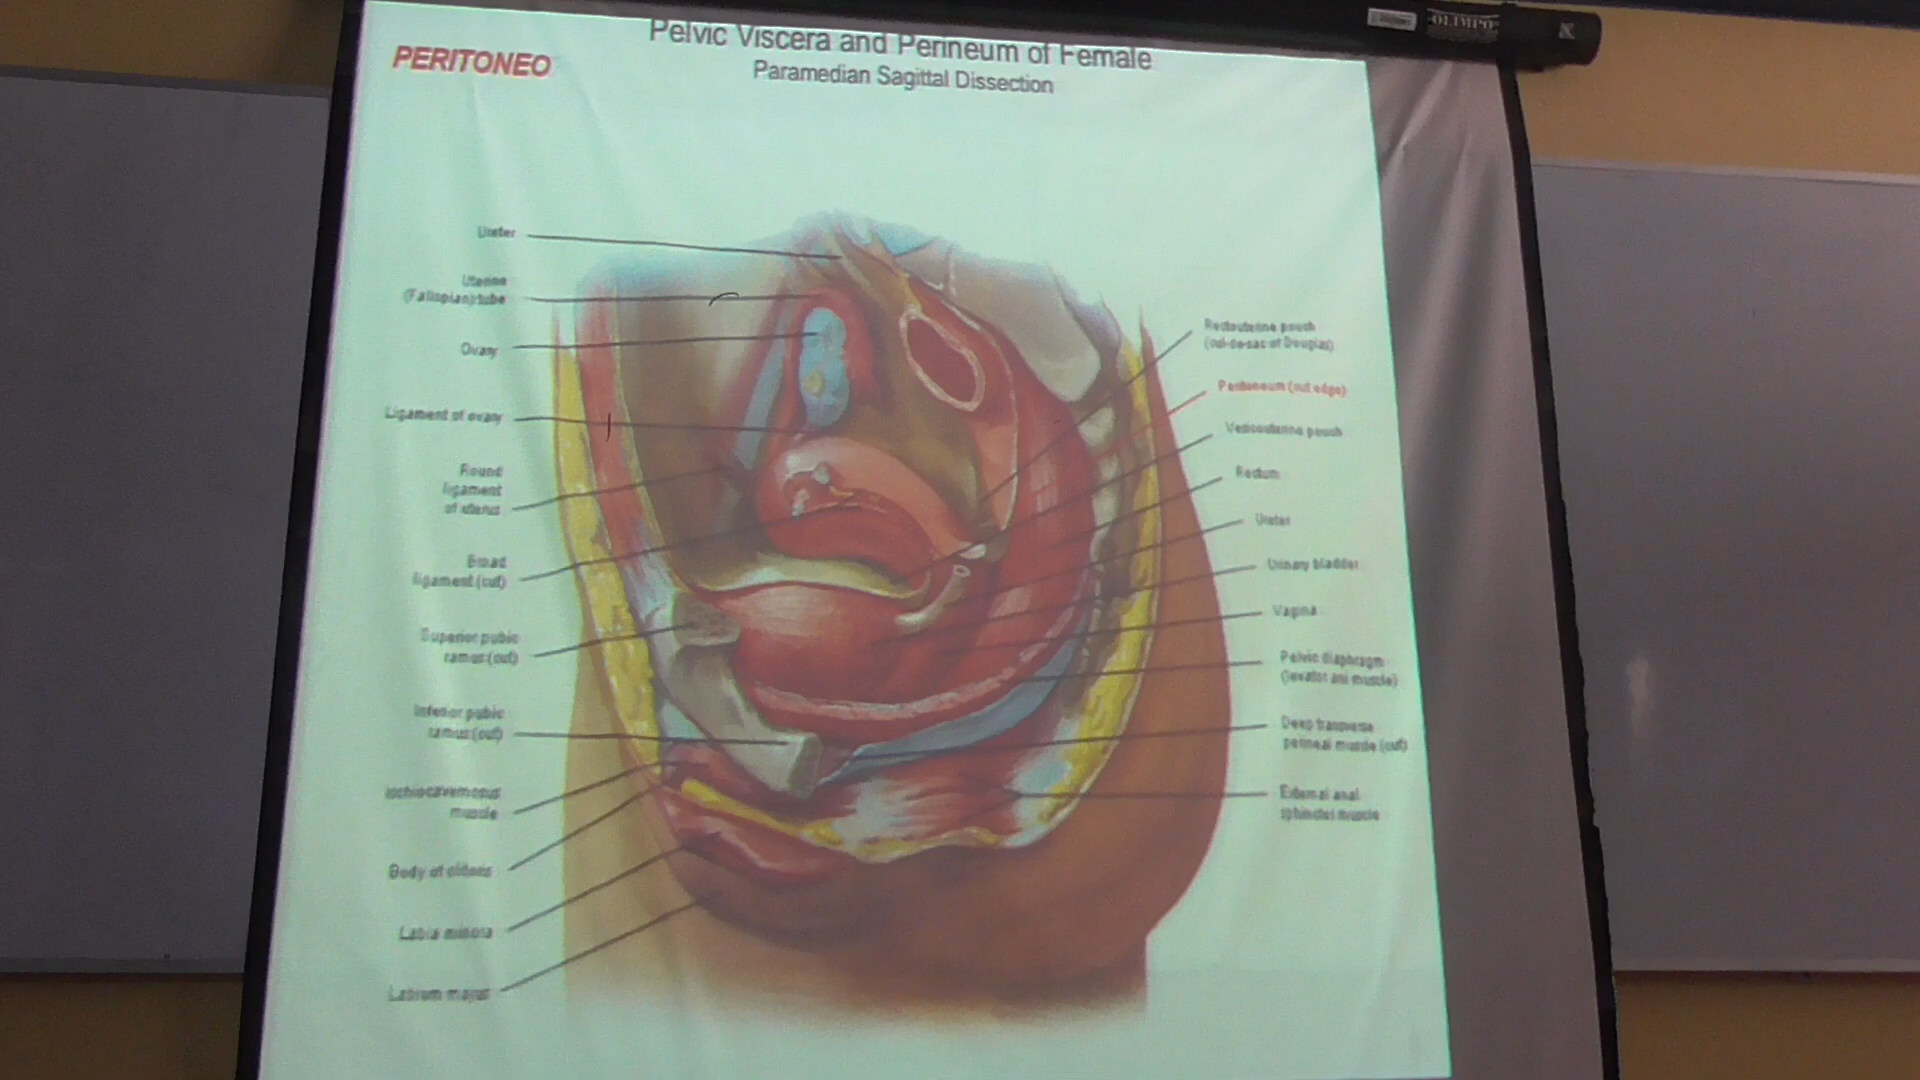 OLIMPO
PERITONEO
Pelvic Viscera and Perineum of Female
Paramedian Sagittal Dissection
Ureter
Uterine
(Fallopian) tube
Ovary
Ligament of ovary
Round
ligament
of uterus
Broad
ligament (cut)
Superior pubic
ramus (cut)
Inferior pubic
ramus (cut)
Ischiocavernosus
muscle
Body of clitoris
Labia minora
Labium majus
Rectouterine pouch
(cul-de-sac of Douglas)
Peritoneum (cut edge)
Vesicouterine pouch
Rectum
Ureter
Urinary bladder
Vagina
Pelvic diaphragm
(levator ani muscle)
Deep transverse
perineal muscle (cut)
External anal
sphincter muscle